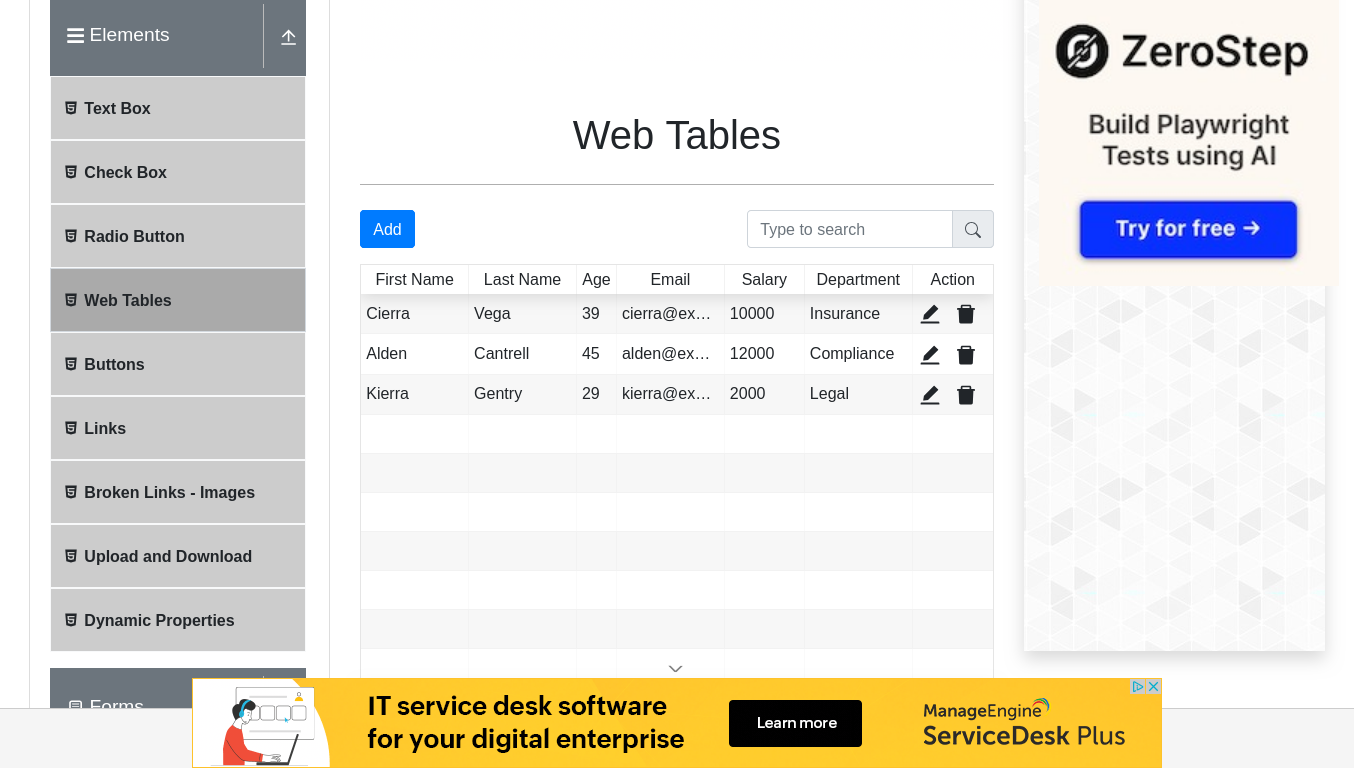 Elements
Text Box
Check Box
Radio Button
Web Tables
Buttons
Links
Broken Links - Images
Upload and Download
Dynamic Properties
Forms
Web Tables
Add
Type to search
First Name Last Name Age Email Salary Department Action
Cierra Vega 39 cierra@ex... 10000 Insurance
Alden Cantrell 45 alden@ex... 12000 Compliance
Kierra Gentry 29 kierra@ex... 2000 Legal
ZeroStep
Build Playwright
Tests using AI
Try for free →
IT service desk software
for your digital enterprise
Learn more
ManageEngine
ServiceDesk Plus